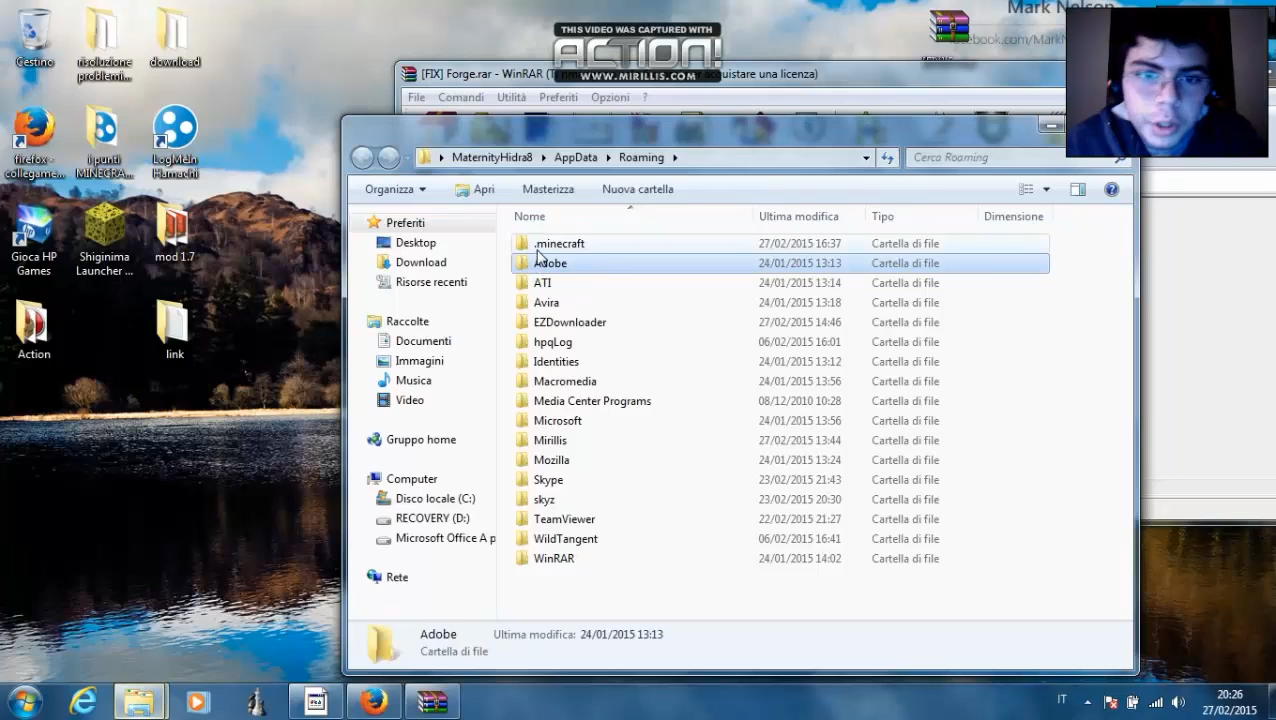 Cestino
risoluzione
problemi...
download
firefox -
collegame...
i punti
MINECRA...
LogMeIn
Hamachi
Gioca HP
Games
Shiginima
Launcher ...
mod 1.7
Action
link
Mark Nelson
THIS VIDEO WAS CAPTURED WITH
ACTION!
WWW.MIRILLIS.COM
[FIX] Forge.rar - WinRAR
acquistare una licenza)
File Comandi Utilità Preferiti Opzioni ?
MaternityHidra8 AppData Roaming
Cerca Roaming
Organizza Apri Masterizza Nuova cartella
Preferiti
Desktop
Download
Risorse recenti
Raccolte
Documenti
Immagini
Musica
Video
Gruppo home
Computer
Disco locale (C:)
RECOVERY (D:)
Microsoft Office A p
Rete
Nome Ultima modifica Tipo Dimensione
.minecraft 27/02/2015 16:37 Cartella di file
Adobe 24/01/2015 13:13 Cartella di file
ATI 24/01/2015 13:14 Cartella di file
Avira 24/01/2015 13:18 Cartella di file
EZDownloader 27/02/2015 14:46 Cartella di file
hpqLog 06/02/2015 16:01 Cartella di file
Identities 24/01/2015 13:12 Cartella di file
Macromedia 24/01/2015 13:56 Cartella di file
Media Center Programs 08/12/2010 10:28 Cartella di file
Microsoft 24/01/2015 13:56 Cartella di file
Mirillis 27/02/2015 13:44 Cartella di file
Mozilla 24/01/2015 13:24 Cartella di file
Skype 23/02/2015 21:43 Cartella di file
skyz 23/02/2015 20:30 Cartella di file
TeamViewer 22/02/2015 21:27 Cartella di file
WildTangent 06/02/2015 16:41 Cartella di file
WinRAR 24/01/2015 14:02 Cartella di file
Adobe Ultima modifica: 24/01/2015 13:13
Cartella di file
IT
20:26
27/02/2015